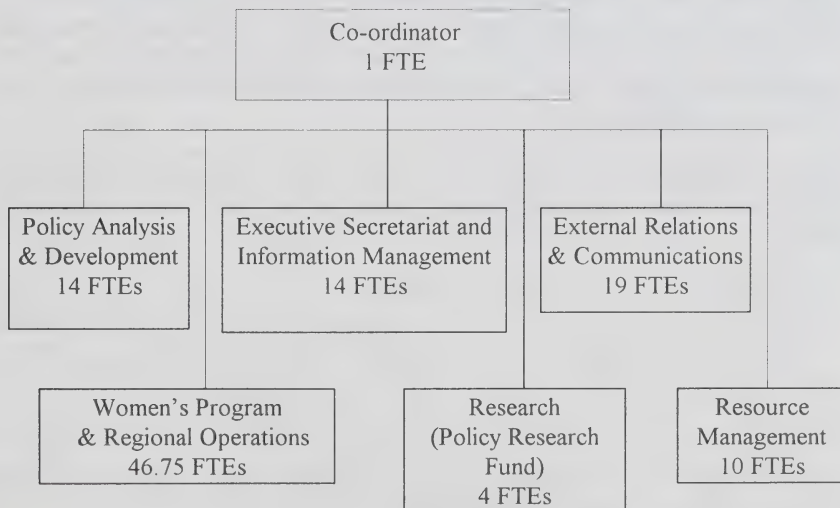 Co-ordinator
1 FTE
Policy Analysis
& Development
14 FTEs
Executive Secretariat and
Information Management
14 FTEs
External Relations
& Communications
19 FTEs
Women's Program
& Regional Operations
46.75 FTEs
Research
(Policy Research
Fund)
4 FTEs
Resource
Management
10 FTEs